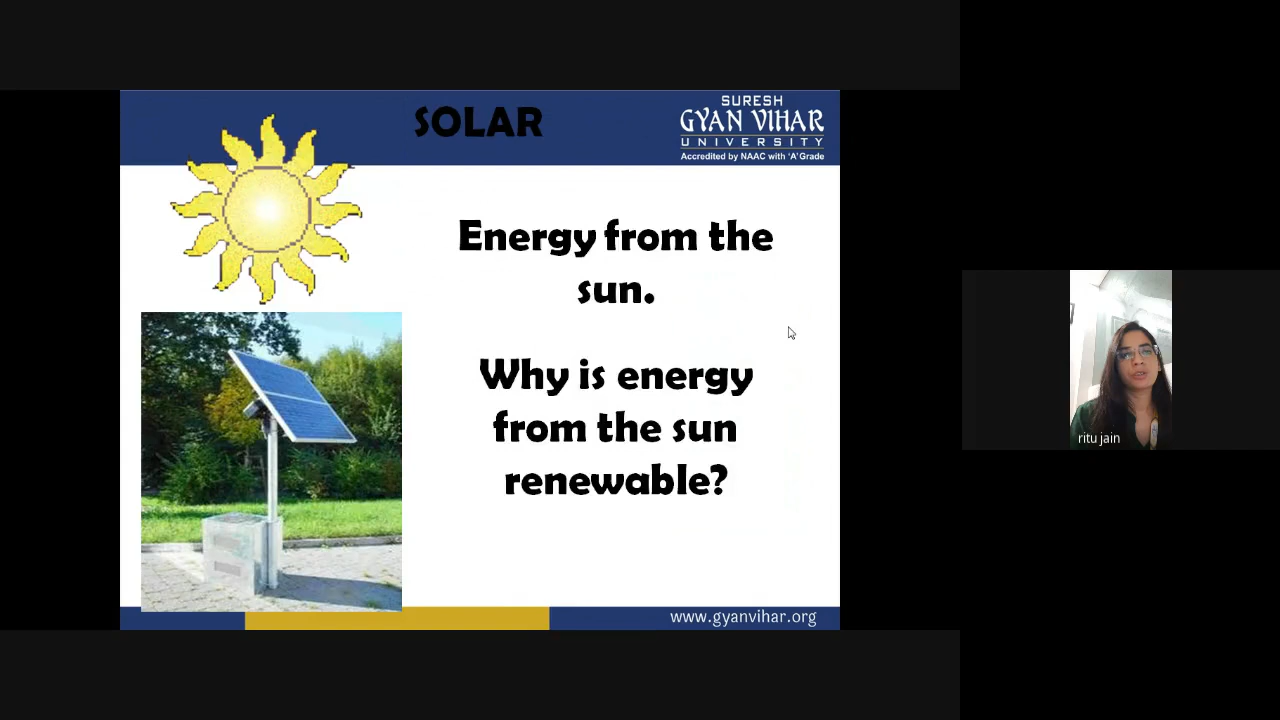 SOLAR
SURESH
GYAN VIHAR
UNIVERSITY
Accredited by NAAC with 'A' Grade
Energy from the
sun.
Why is energy
from the sun
renewable?
ritu jain
www.gyanvihar.org